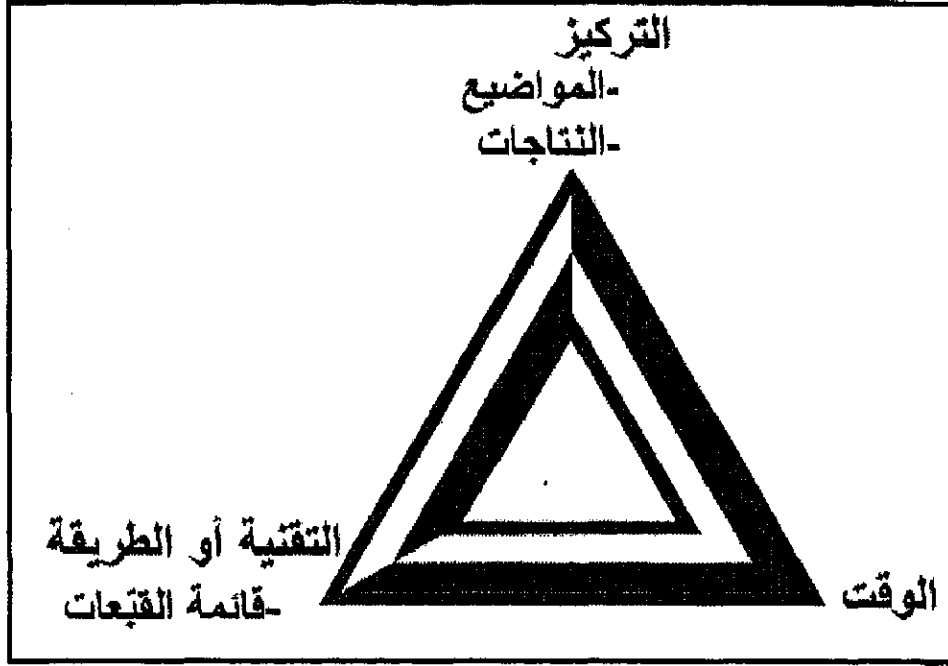 التركيز
-المواضيع
-النتاجات
التقنية أو الطريقة
-قائمة القبّعات
الوقت